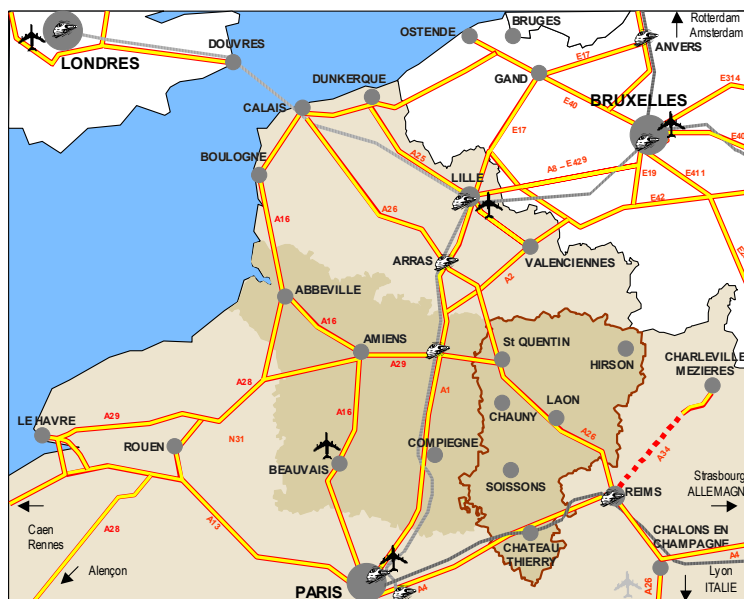 Rotterdam
Amsterdam
BRUGES
OSTENDE
ANVERS
E17
DOUVRES
LONDRES
GAND
DUNKERQUE
E314
E40
BRUXELLES
CALAIS
E17
E40
A25
BOULOGNE
A8 – E429
LILLE
E19
E411
E42
A26
A16
ARRAS
VALENCIENNES
A2
ABBEVILLE
A16
AMIENS
St QUENTIN
HIRSON
CHARLEVILLE
MEZIERES
A29
A28
A1
CHAUNY
LAON
A16
A29
LE HAVRE
A26
N31
ROUEN
COMPIEGNE
A34
BEAUVAIS
SOISSONS
Strasbourg
ALLEMAGN
REIMS
A13
Caen
Rennes
A28
CHATEAU
THIERRY
CHALONS EN
CHAMPAGNE
A4
Alençon
Lyon
ITALIE
PARIS
A4
A26